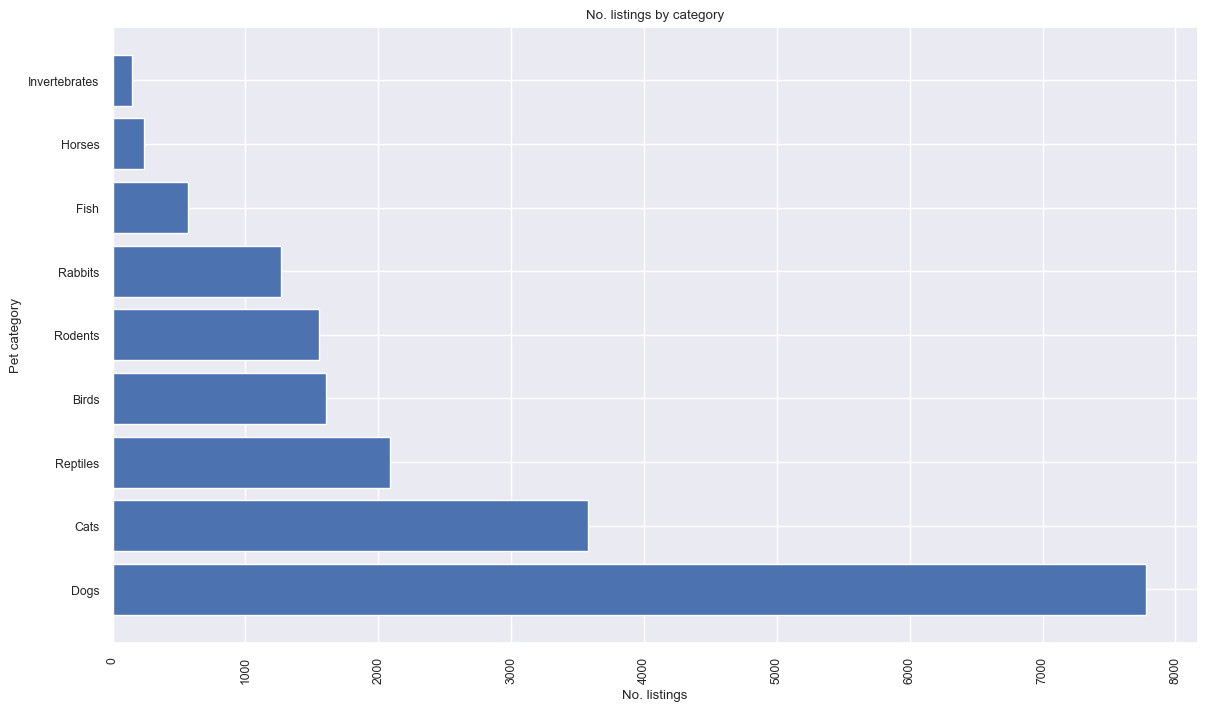 No. listings by category
Invertebrates
Horses
Fish
Rabbits
Rodents
Birds
Reptiles
Cats
Dogs
Pet category
0
1000
2000
3000
4000
5000
6000
7000
8000
No. listings